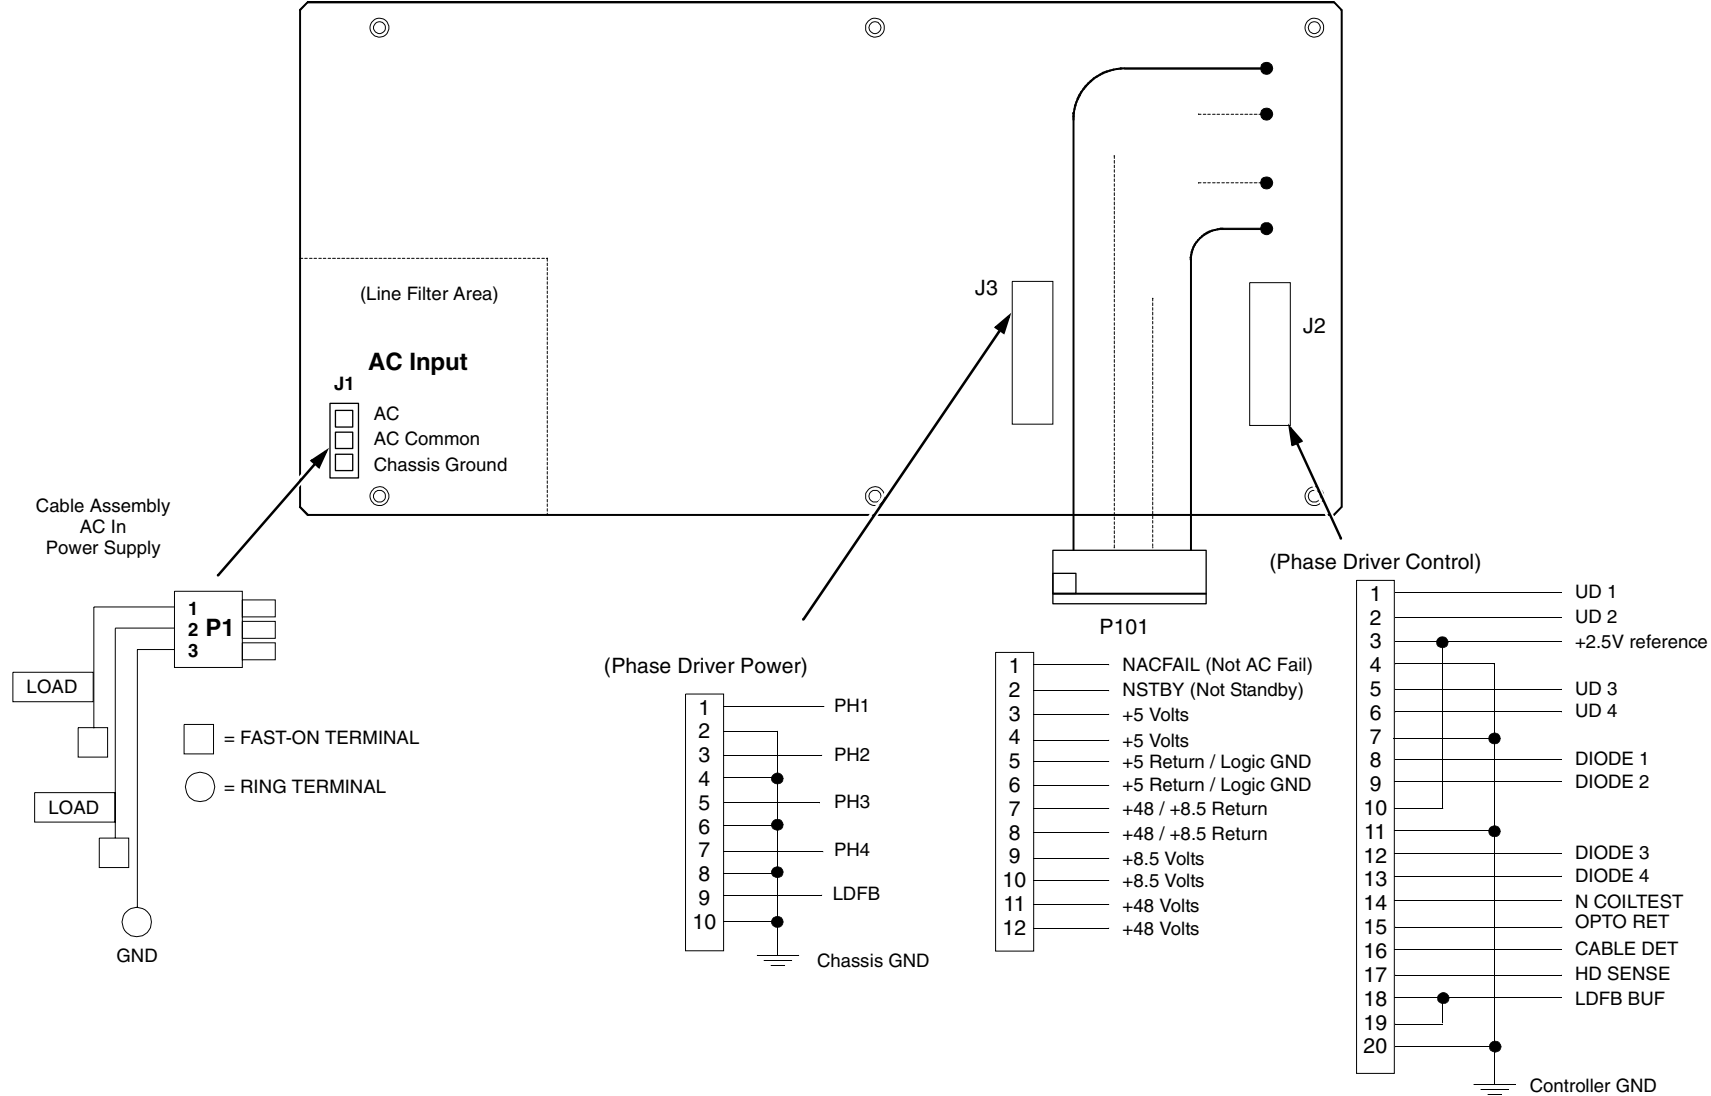 (Line Filter Area)
AC Input
J1
AC
AC Common
Chassis Ground
J3
J2
Cable Assembly
AC In
Power Supply
1
2
3
P1
LOAD
LOAD
GND
= FAST-ON TERMINAL
= RING TERMINAL
(Phase Driver Power)
1 PH1
2
3 PH2
4
5 PH3
6
7 PH4
8
9 LDFB
10
Chassis GND
P101
1 NACFAIL (Not AC Fail)
2 NSTBY (Not Standby)
3 +5 Volts
4 +5 Volts
5 +5 Return / Logic GND
6 +5 Return / Logic GND
7 +48 / +8.5 Return
8 +48 / +8.5 Return
9 +8.5 Volts
10 +8.5 Volts
11 +48 Volts
12 +48 Volts
(Phase Driver Control)
1 UD 1
2 UD 2
3 +2.5V reference
4
5 UD 3
6 UD 4
7
8 DIODE 1
9 DIODE 2
10
11
12 DIODE 3
13 DIODE 4
14 N COILTEST
15 OPTO RET
16 CABLE DET
17 HD SENSE
18 LDFB BUF
19
20
Controller GND